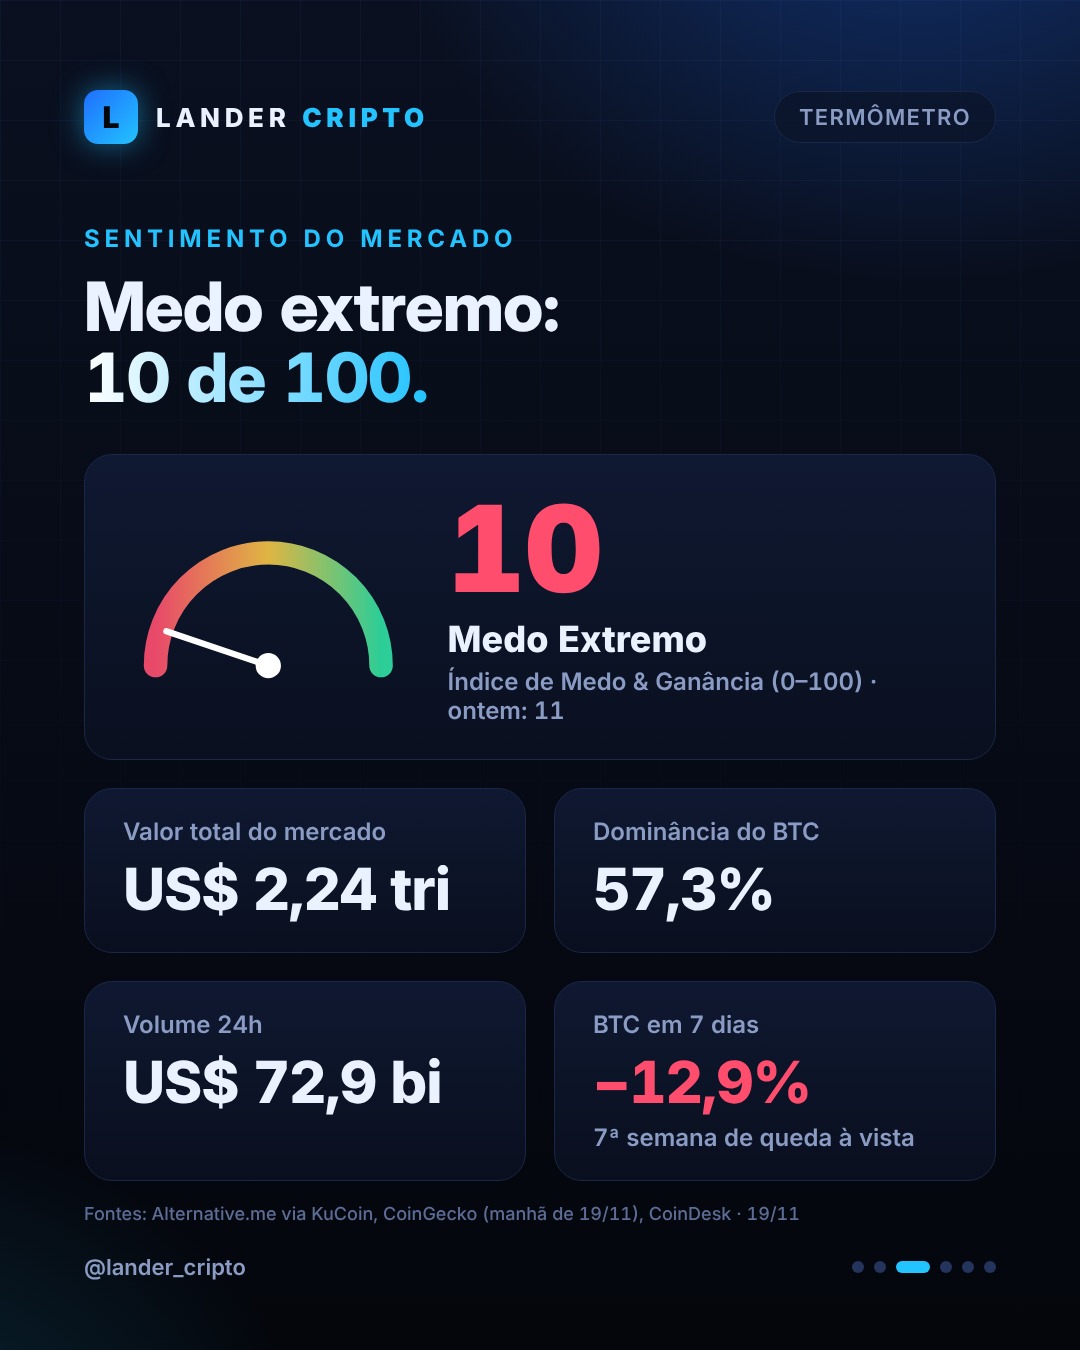 L
LANDER CRIPTO
TERMÔMETRO
SENTIMENTO DO MERCADO
Medo extremo:
10 de 100.
10
Medo Extremo
Índice de Medo & Ganância (0–100) ·
ontem: 11
Valor total do mercado
US$ 2,24 tri
Dominância do BTC
57,3%
Volume 24h
US$ 72,9 bi
BTC em 7 dias
−12,9%
7ª semana de queda à vista
Fontes: Alternative.me via KuCoin, CoinGecko (manhã de 19/11), CoinDesk · 19/11
@lander_cripto